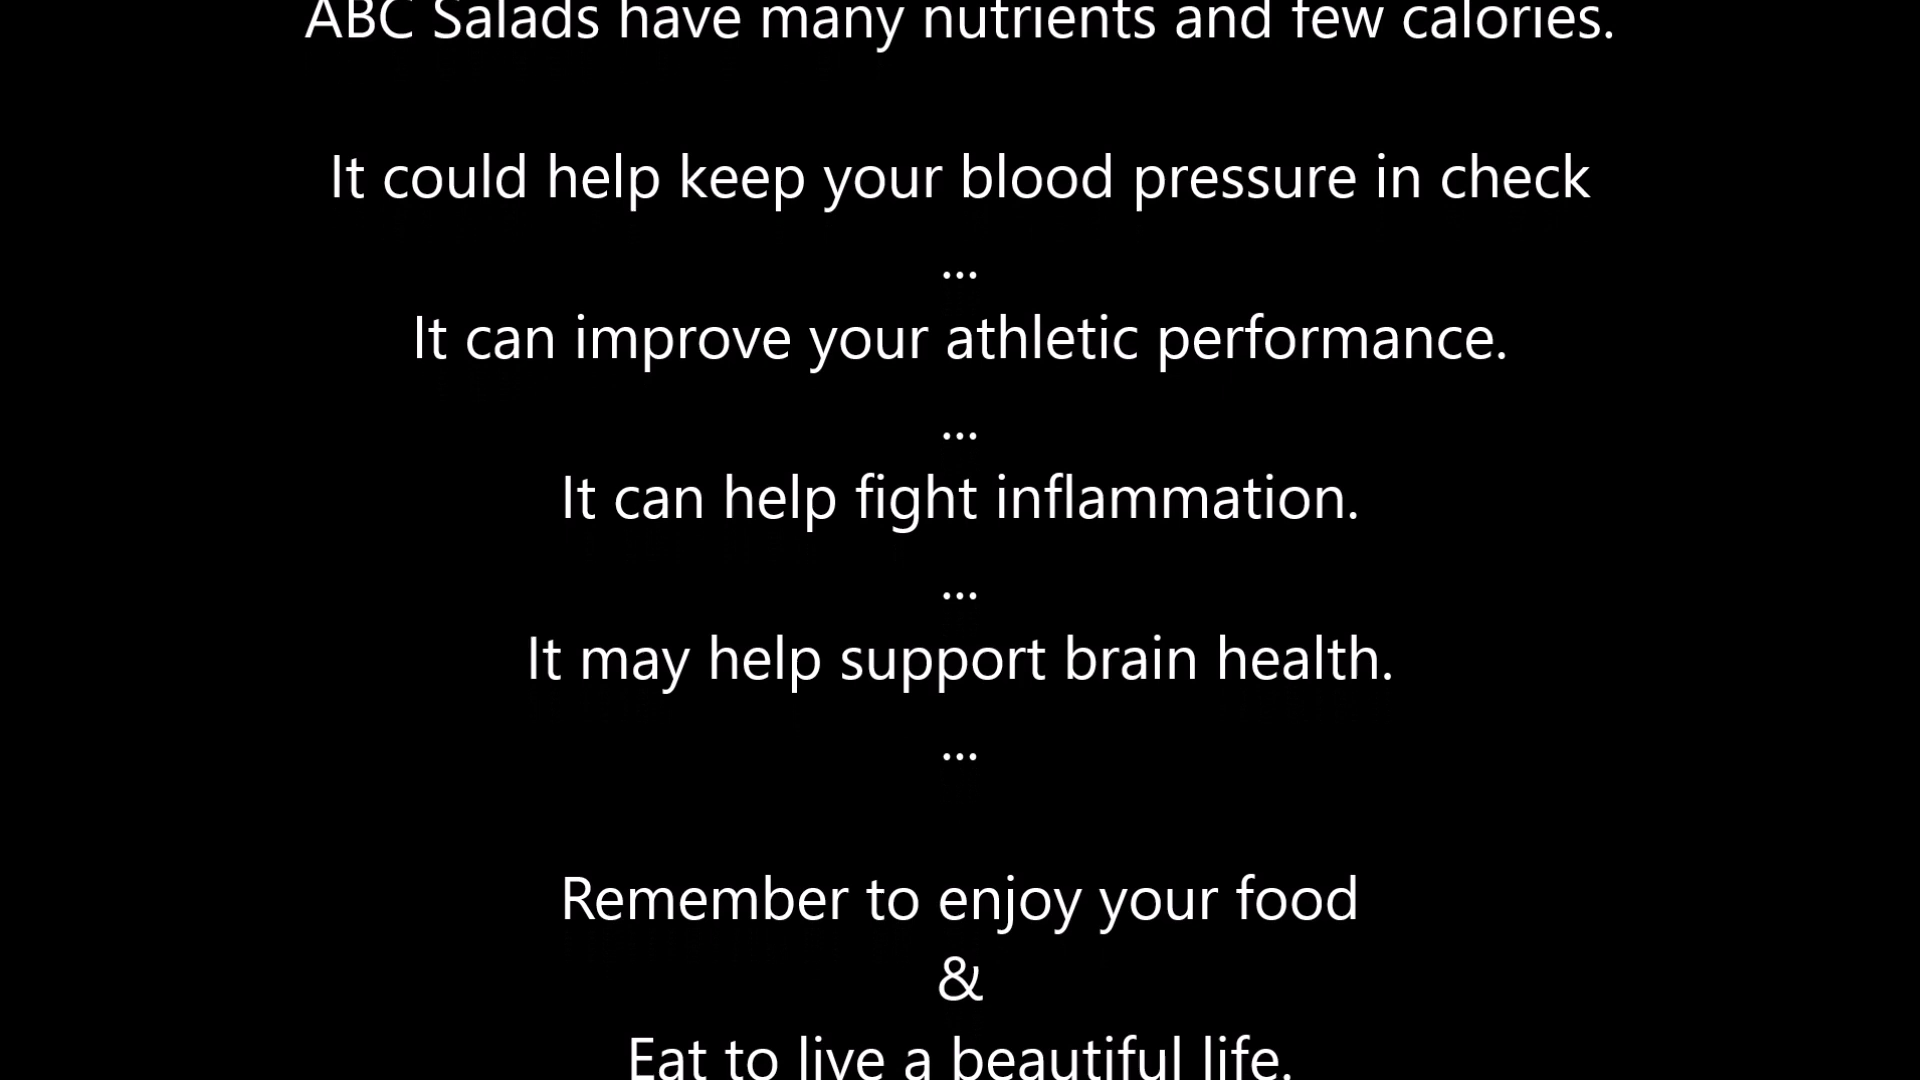 ABC Salads have many nutrients and few calories.
It could help keep your blood pressure in check
...
It can improve your athletic performance.
...
It can help fight inflammation.
...
It may help support brain health.
...
Remember to enjoy your food
&
Eat to live a beautiful life.